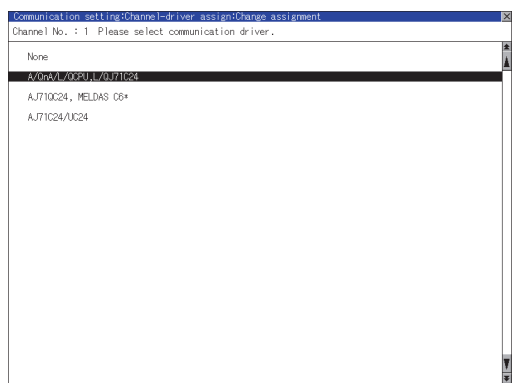 Communication setting:Channel-driver assign:Change assignment
Channel No. : 1 Please select communication driver.
None
A/QnA/L/QCPU,L/QJ71C24
AJ71QC24, MELDAS C6*
AJ71C24/UC24